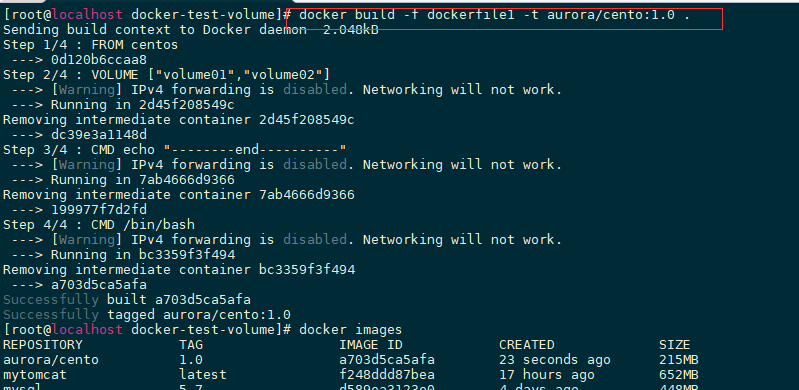 [root@localhost docker-test-volume]# docker build -f dockerfile1 -t aurora/cento:1.0 .
Sending build context to Docker daemon  2.048kB
Step 1/4 : FROM centos
 ---> 0d120b6ccaa8
Step 2/4 : VOLUME ["volume01","volume02"]
 ---> [Warning] IPv4 forwarding is disabled. Networking will not work.
 ---> Running in 2d45f208549c
Removing intermediate container 2d45f208549c
 ---> dc39e3a1148d
Step 3/4 : CMD echo "--------end----------"
 ---> [Warning] IPv4 forwarding is disabled. Networking will not work.
 ---> Running in 7ab4666d9366
Removing intermediate container 7ab4666d9366
 ---> 199977f7d2fd
Step 4/4 : CMD /bin/bash
 ---> [Warning] IPv4 forwarding is disabled. Networking will not work.
 ---> Running in bc3359f3f494
Removing intermediate container bc3359f3f494
 ---> a703d5ca5afa
Successfully built a703d5ca5afa
Successfully tagged aurora/cento:1.0
[root@localhost docker-test-volume]# docker images
REPOSITORY TAG IMAGE ID CREATED SIZE
aurora/cento 1.0 a703d5ca5afa 23 seconds ago 215MB
mytomcat latest f248ddd87bea 17 hours ago 652MB
mysql 5.7 d589ea3123e0 4 days ago 448MB